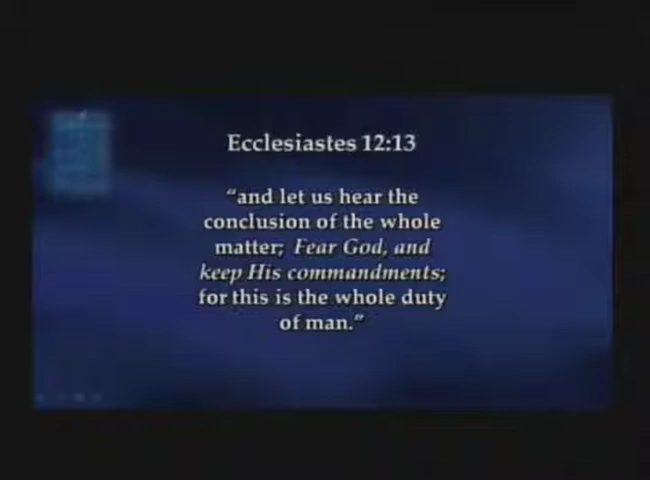 Ecclesiastes 12:13
“and let us hear the
conclusion of the whole
matter; Fear God, and
keep His commandments;
for this is the whole duty
of man.”